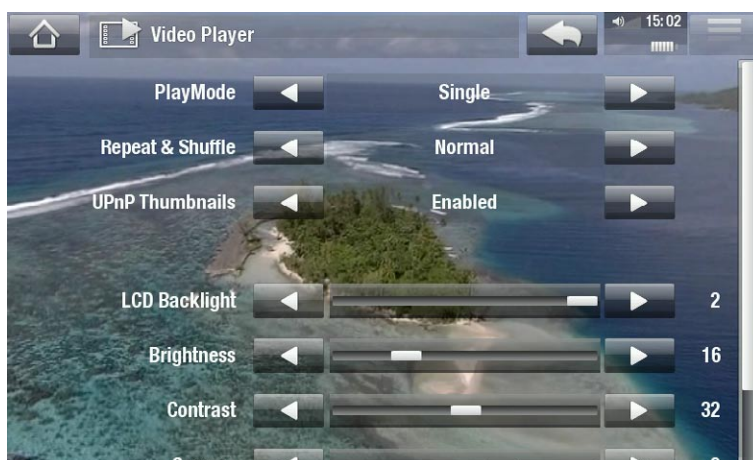 Video Player
15:02
PlayMode Single
Repeat & Shuffle Normal
UPnP Thumbnails Enabled
LCD Backlight 2
Brightness 16
Contrast 32